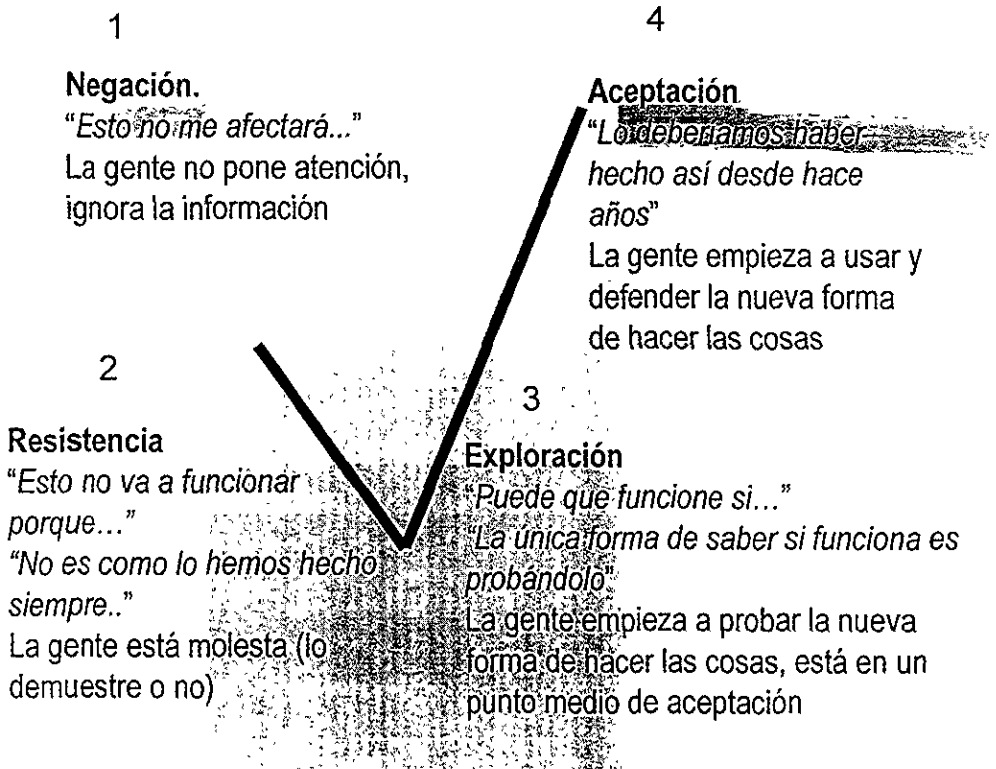 1
Negación.
“Esto no me afectará...”
La gente no pone atención,
ignora la información
2
Resistencia
“Esto no va a funcionar
porque...”
“No es como lo hemos hecho
siempre..”
La gente está molesta (lo
demuestre o no)
3
Exploración
“Puede que funcione si...”
“La única forma de saber si funciona es
probándolo”
La gente empieza a probar la nueva
forma de hacer las cosas, está en un
punto medio de aceptación
4
Aceptación
“Lo deberíamos haber
hecho así desde hace
años”
La gente empieza a usar y
defender la nueva forma
de hacer las cosas